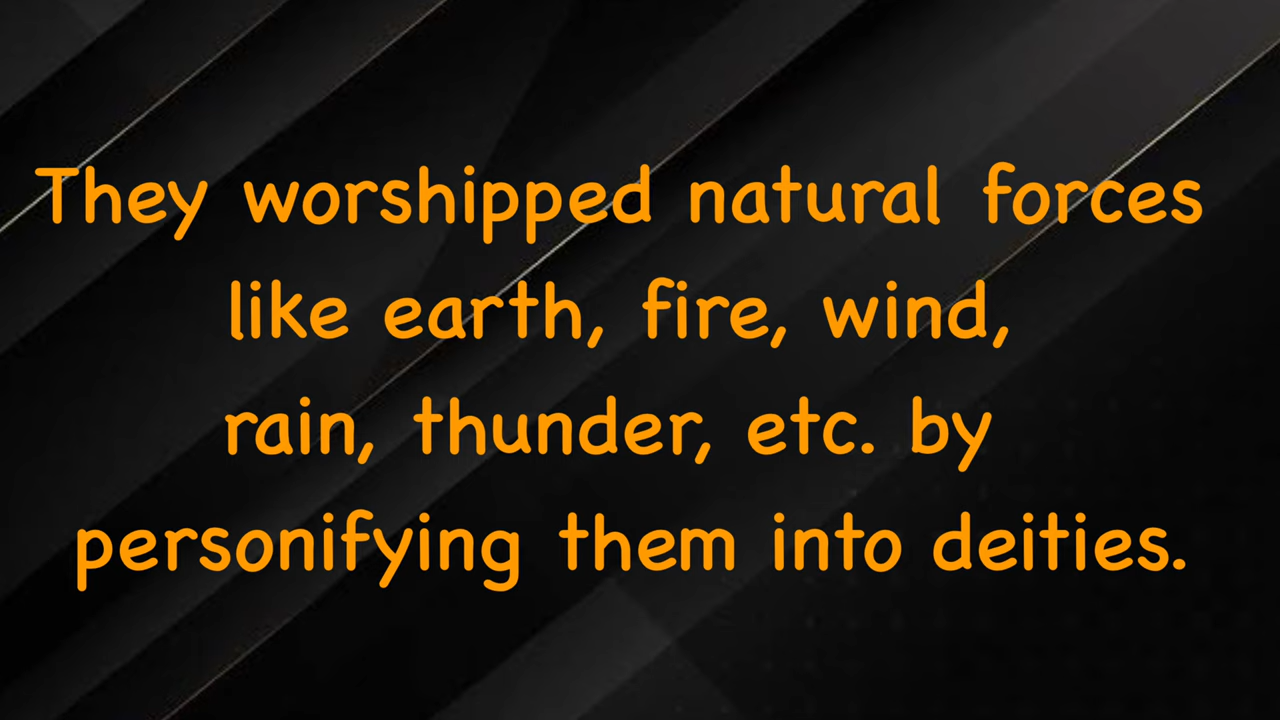 They worshipped natural forces
like earth, fire, wind,
rain, thunder, etc. by
personifying them into deities.